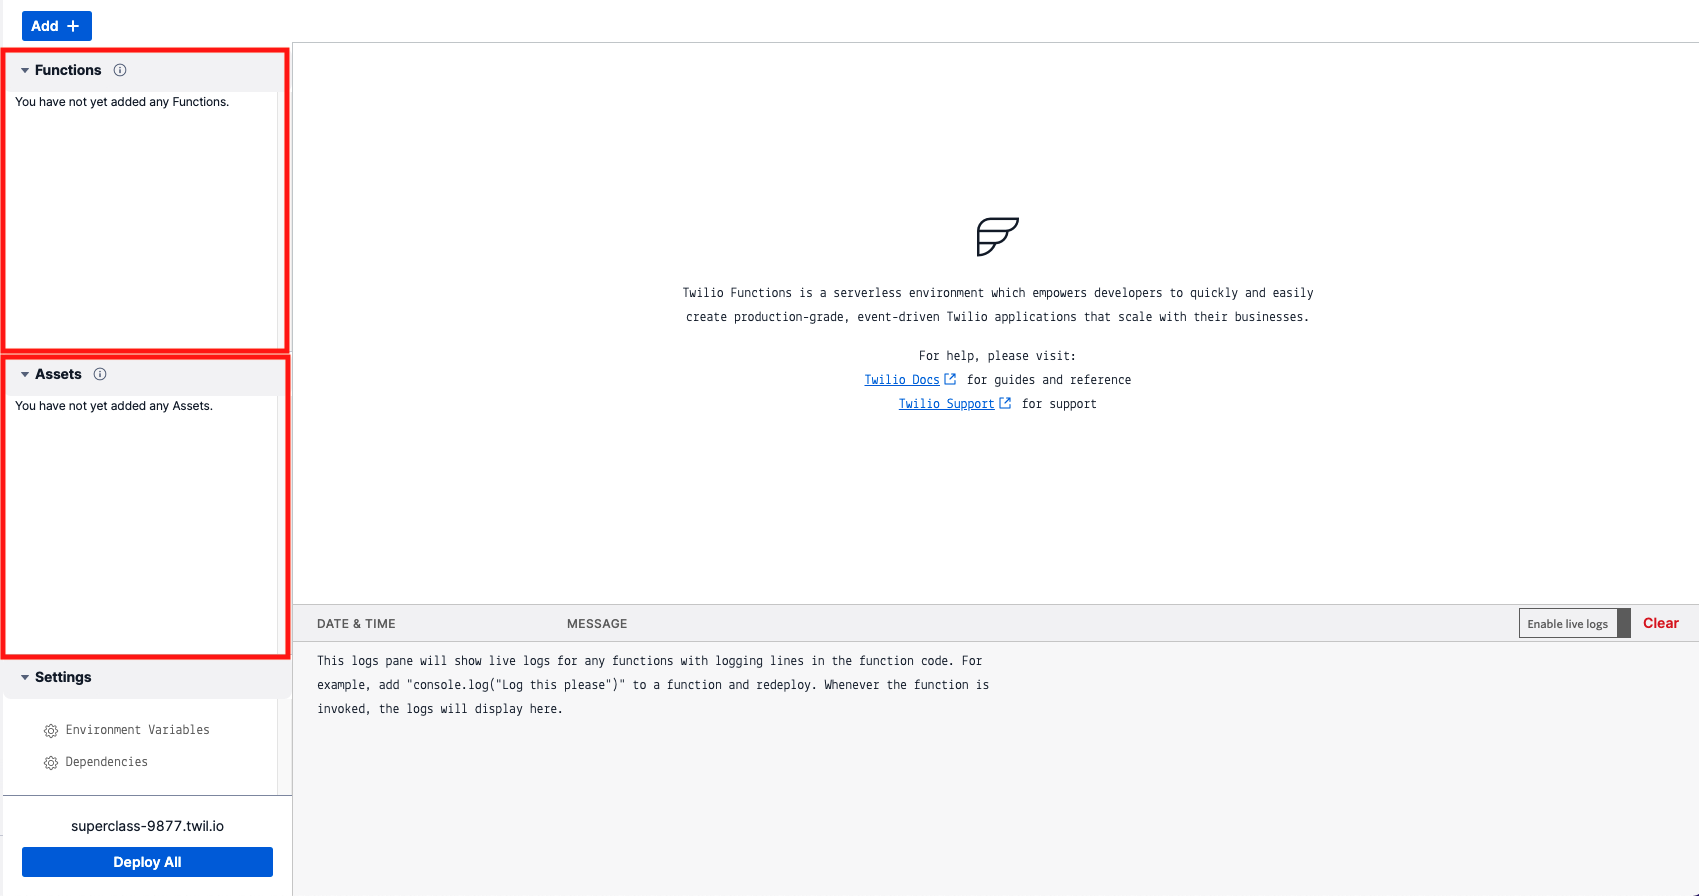 Add +
Functions
You have not yet added any Functions.
Assets
You have not yet added any Assets.
Settings
Environment Variables
Dependencies
superclass-9877.twil.io
Deploy All
Twilio Functions is a serverless environment which empowers developers to quickly and easily
create production-grade, event-driven Twilio applications that scale with their businesses.
For help, please visit:
Twilio Docs for guides and reference
Twilio Support for support
DATE & TIME MESSAGE Enable live logs Clear
This logs pane will show live logs for any functions with logging lines in the function code. For
example, add "console.log("Log this please")" to a function and redeploy. Whenever the function is
invoked, the logs will display here.